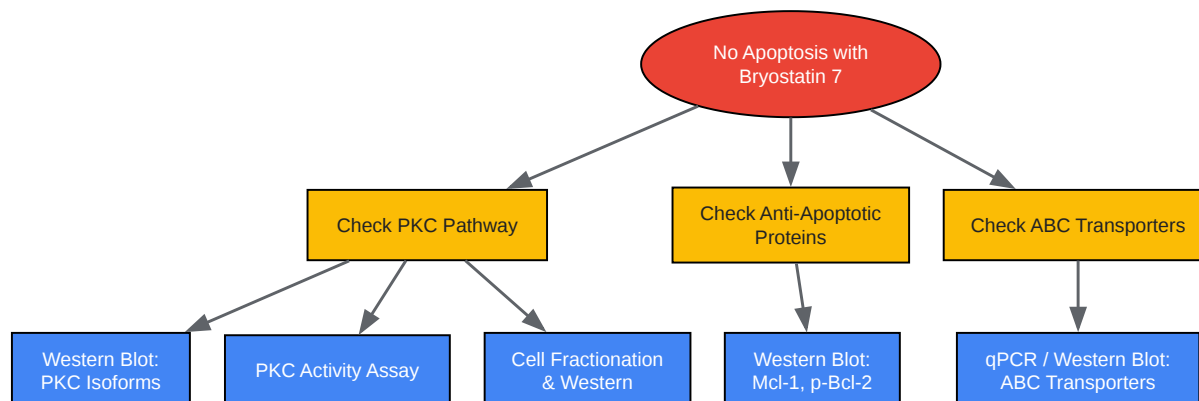 No Apoptosis with
Bryostatin 7
Check PKC Pathway
Check Anti-Apoptotic
Proteins
Check ABC Transporters
Western Blot:
PKC Isoforms
PKC Activity Assay
Cell Fractionation
& Western
Western Blot:
Mcl-1, p-Bcl-2
qPCR / Western Blot:
ABC Transporters